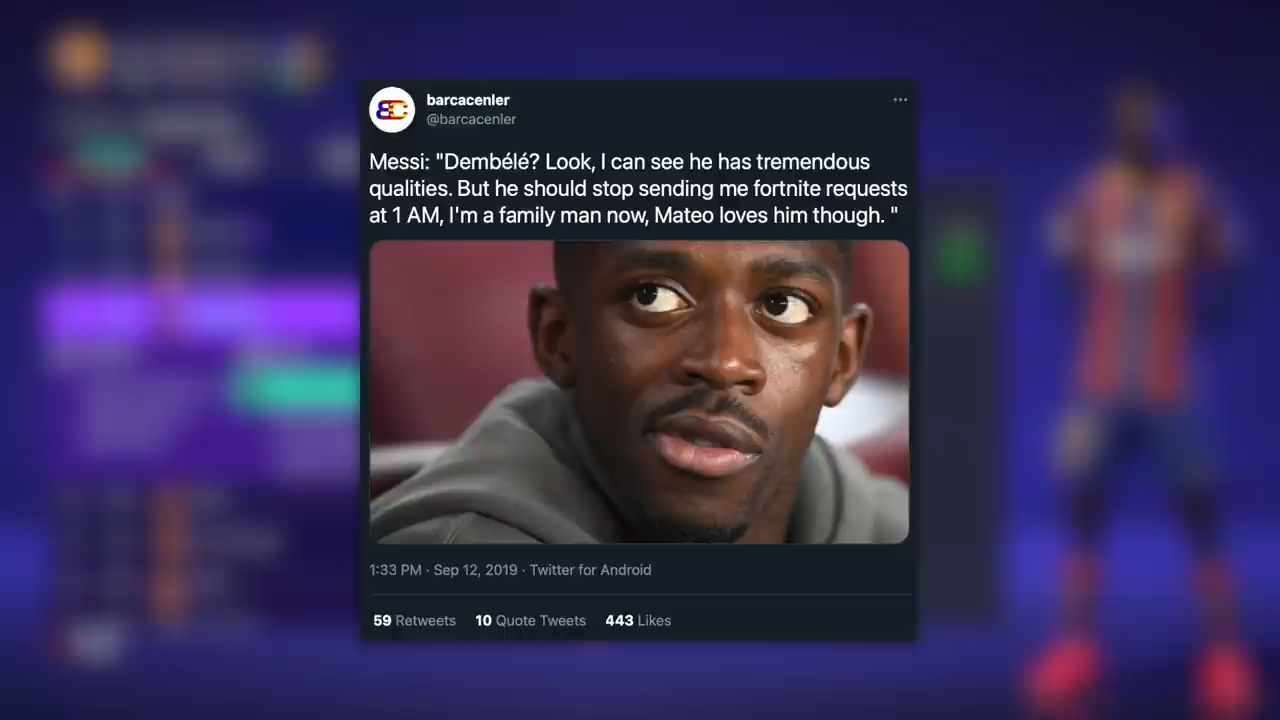 barcacenler
@barcacenler
Messi: "Dembélé? Look, I can see he has tremendous
qualities. But he should stop sending me fortnite requests
at 1 AM, I'm a family man now, Mateo loves him though. "
1:33 PM · Sep 12, 2019 · Twitter for Android
59 Retweets 10 Quote Tweets 443 Likes